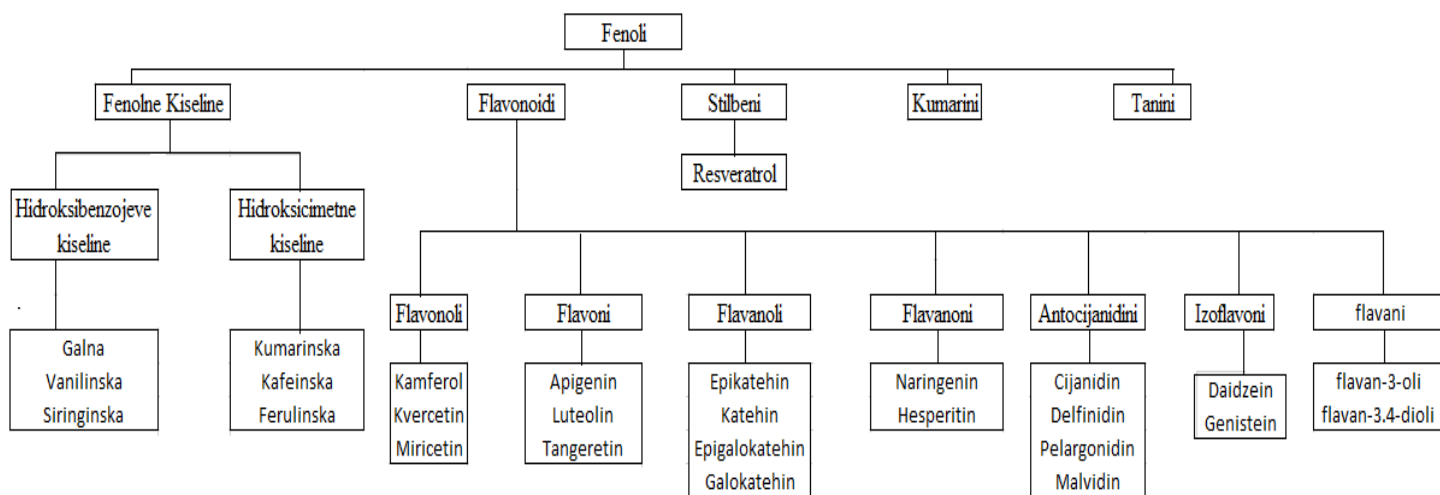 Fenoli
Fenolne Kiseline
Flavonoidi
Stilbeni
Kumarini
Tanini
Resveratrol
Hidroksibenzojeve
kiseline
Hidroksicimetne
kiseline
Flavonoli
Flavoni
Flavanoli
Flavanoni
Antocijanidini
Izoflavoni
flavani
Galna
Vanilinska
Siringinska
Kumarinska
Kafeinska
Ferulinska
Kamferol
Kvercetin
Miricetin
Apigenin
Luteolin
Tangeretin
Epikatehin
Katehin
Epigalokatehin
Galokatehin
Naringenin
Hesperitin
Cijanidin
Delfinidin
Pelargonidin
Malvidin
Daidzein
Genistein
flavan-3-oli
flavan-3.4-dioli